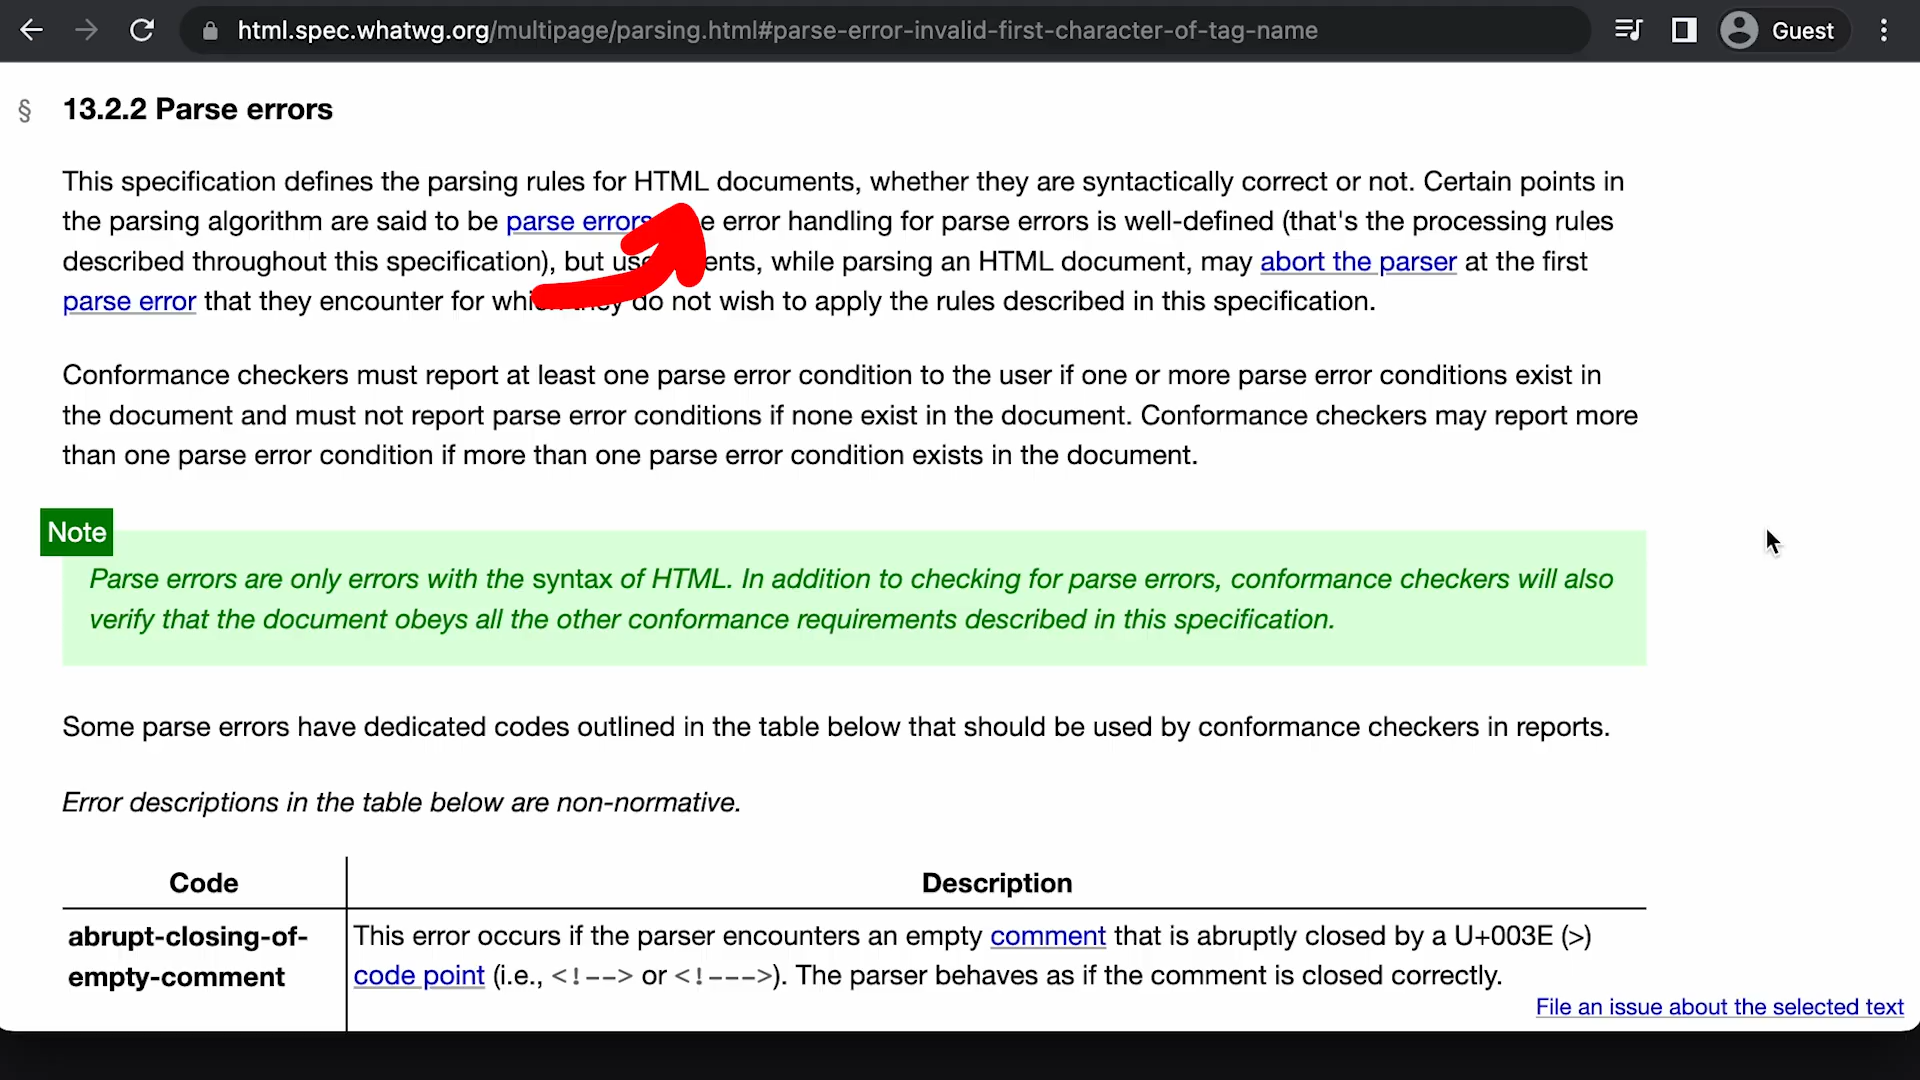 html.spec.whatwg.org/multipage/parsing.html#parse-error-invalid-first-character-of-tag-name
Guest
§ 13.2.2 Parse errors
This specification defines the parsing rules for HTML documents, whether they are syntactically correct or not. Certain points in
the parsing algorithm are said to be parse errors error handling for parse errors is well-defined (that's the processing rules
described throughout this specification), but while parsing an HTML document, may abort the parser at the first
parse error that they encounter for they do not wish to apply the rules described in this specification.
Conformance checkers must report at least one parse error condition to the user if one or more parse error conditions exist in
the document and must not report parse error conditions if none exist in the document. Conformance checkers may report more
than one parse error condition if more than one parse error condition exists in the document.
Note
Parse errors are only errors with the syntax of HTML. In addition to checking for parse errors, conformance checkers will also
verify that the document obeys all the other conformance requirements described in this specification.
Some parse errors have dedicated codes outlined in the table below that should be used by conformance checkers in reports.
Error descriptions in the table below are non-normative.
Code Description
abrupt-closing-of- This error occurs if the parser encounters an empty comment that is abruptly closed by a U+003E (>)
empty-comment code point (i.e., <!--> or <!--->). The parser behaves as if the comment is closed correctly.
File an issue about the selected text